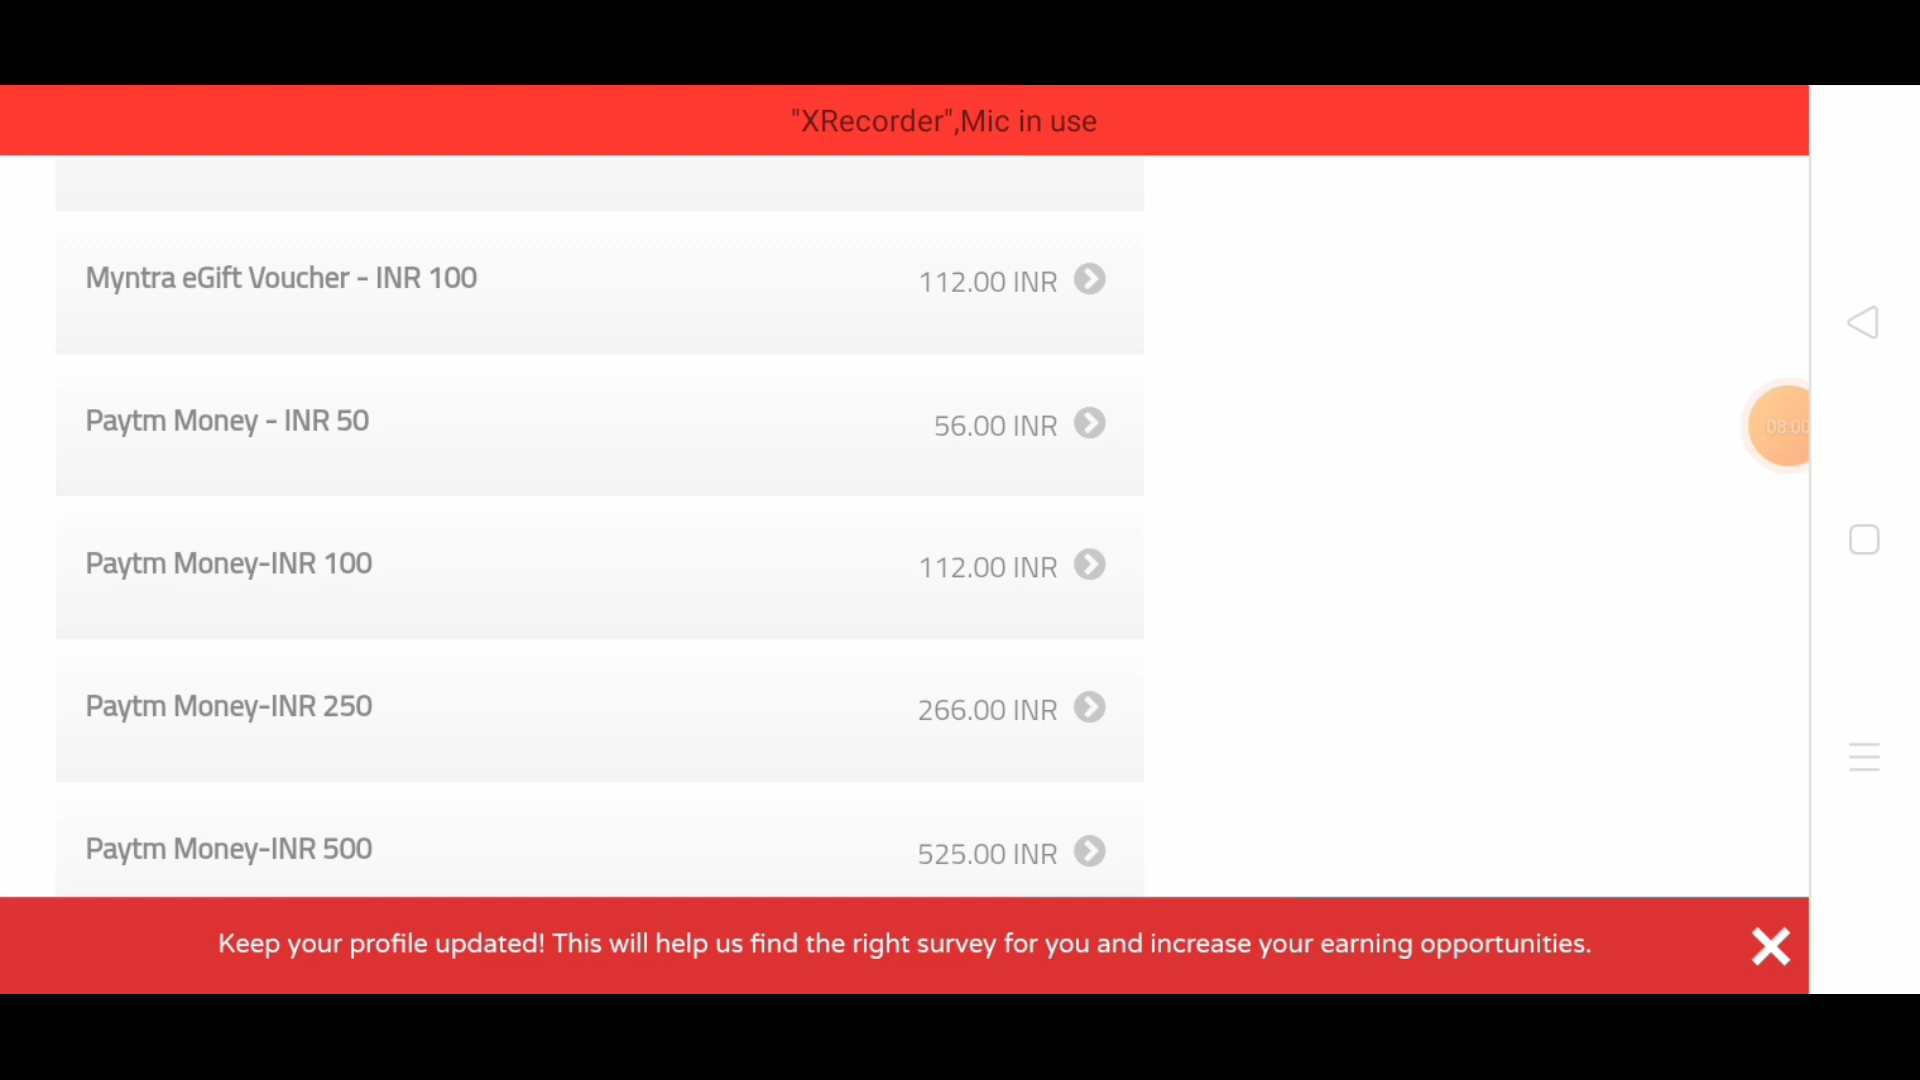 "XRecorder",Mic in use
Myntra eGift Voucher - INR 100 112.00 INR
Paytm Money - INR 50 56.00 INR
08:00
Paytm Money-INR 100 112.00 INR
Paytm Money-INR 250 266.00 INR
Paytm Money-INR 500 525.00 INR
Keep your profile updated! This will help us find the right survey for you and increase your earning opportunities.